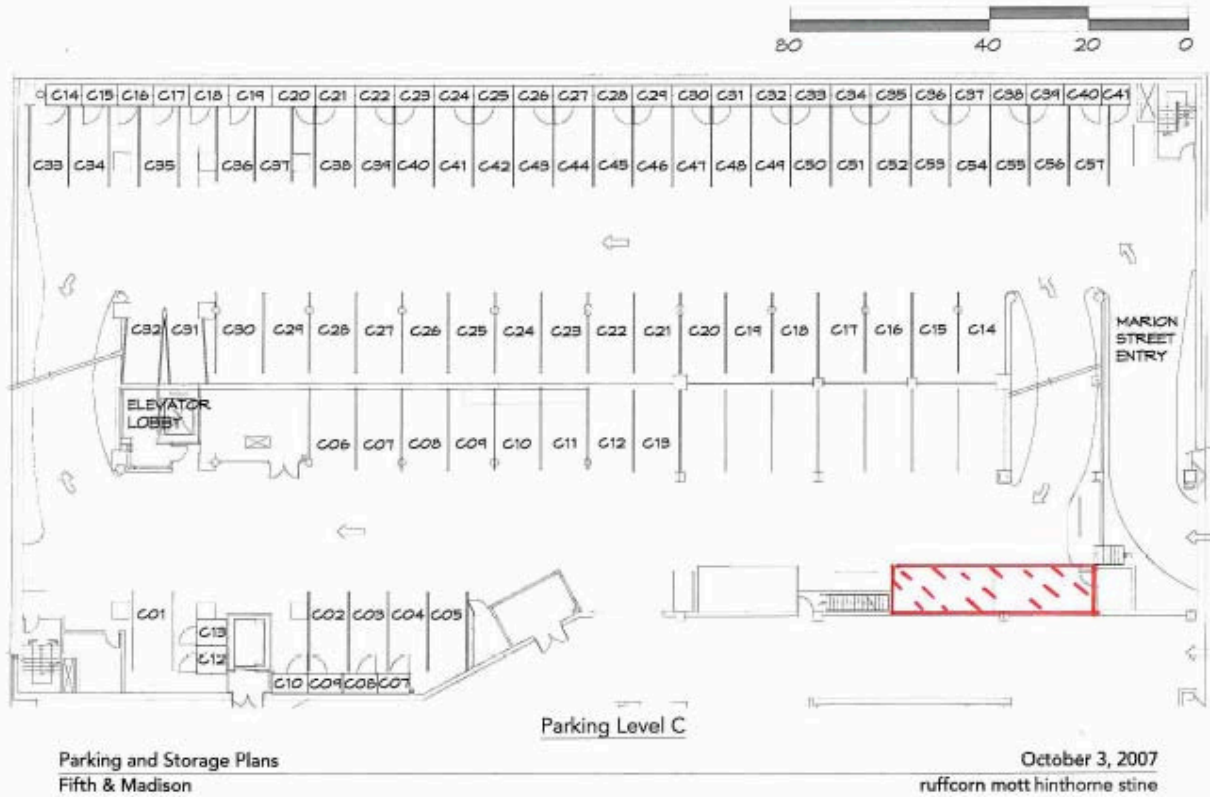 80 40 20 0
C14 C15 C16 C17 C18 C19 C20 C21 C22 C23 C24 C25 C26 C27 C28 C29 C30 C31 C32 C33 C34 C35 C36 C37 C38 C39 C40 C41
C33 C34 C35 C36 C37 C38 C39 C40 C41 C42 C43 C44 C45 C46 C47 C48 C49 C50 C51 C52 C53 C54 C55 C56 C57
C32 C31 C30 C29 C28 C27 C26 C25 C24 C23 C22 C21 C20 C19 C18 C17 C16 C15 C14
MARION
STREET
ENTRY
ELEVATOR
LOBBY
C06 C07 C08 C09 C10 C11 C12 C13
C01 C02 C03 C04 C05
C13
C12
C10 C09 C08 C07
Parking Level C
Parking and Storage Plans October 3, 2007
Fifth & Madison ruffcorn mott hinthorne stine